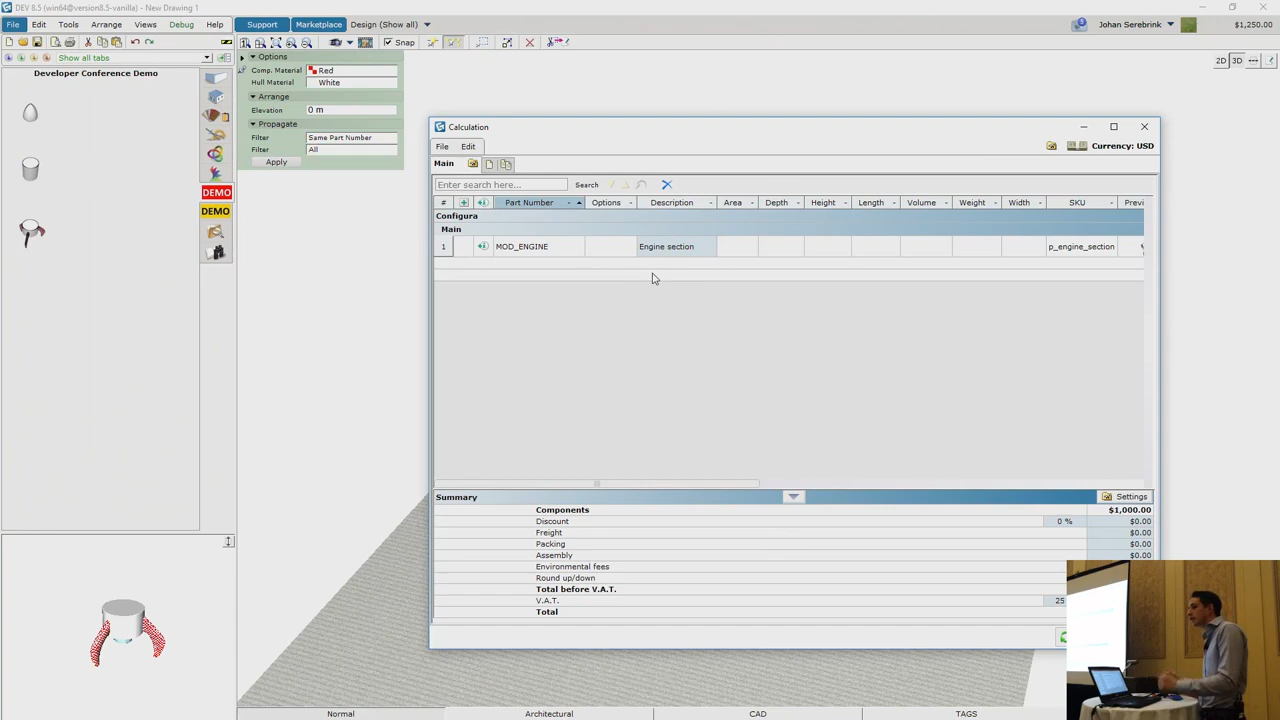 DEV 8.5 (win64@version8.5-vanilla) - New Drawing 1
File Edit Tools Arrange Views Debug Help Support Marketplace Design (Show all) Johan Serebrink $1,250.00
Snap
Show all tabs
2D 3D
Developer Conference Demo
DEMO
DEMO
Options
Comp. Material Red
Hull Material White
Arrange
Elevation 0 m
Propagate
Filter Same Part Number
Filter All
Apply
Calculation
File Edit Currency: USD
Main
Enter search here... Search
# Part Number Options Description Area Depth Height Length Volume Weight Width SKU Previ
Configura
Main
1 MOD_ENGINE Engine section p_engine_section
Summary Settings
Components $1,000.00
Discount 0 % $0.00
Freight $0.00
Packing $0.00
Assembly $0.00
Environmental fees
Round up/down
Total before V.A.T.
V.A.T. 25
Total
Normal Architectural CAD TAGS